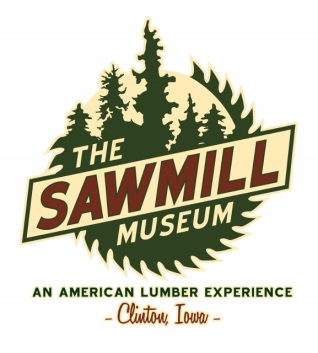 THE
SAWMILL
MUSEUM
AN AMERICAN LUMBER EXPERIENCE
- Clinton, Iowa -